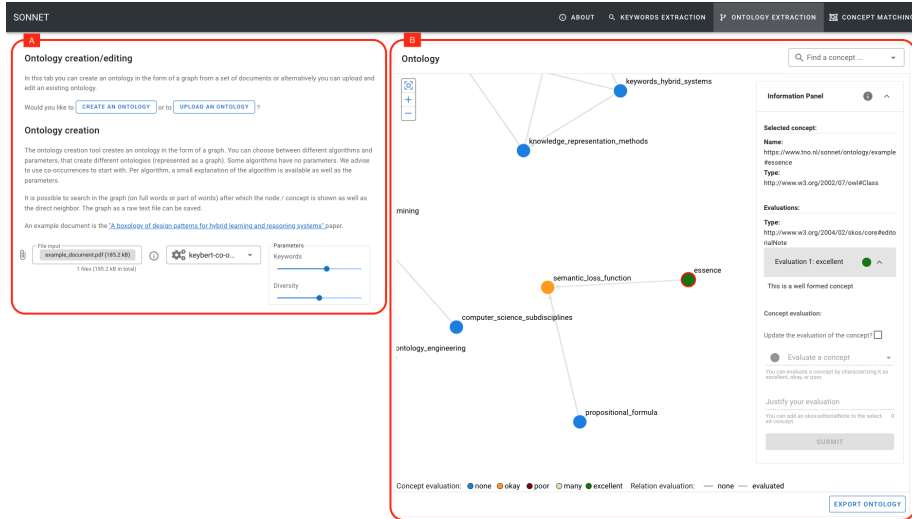 SONNET
ABOUT
KEYWORDS EXTRACTION
ONTOLOGY EXTRACTION
CONCEPT MATCHING
A
Ontology creation/editing
In this tab you can create an ontology in the form of a graph from a set of documents or alternatively you can upload and
edit an existing ontology.
Would you like to CREATE AN ONTOLOGY or to UPLOAD AN ONTOLOGY ?
Ontology creation
The ontology creation tool creates an ontology in the form of a graph. You can choose between different algorithms and
parameters, that create different ontologies (represented as a graph). Some algorithms have no parameters. We advise
to use co-occurrences to start with. Per algorithm, a small explanation of the algorithm is available as well as the
parameters.
It is possible to search in the graph (on full words or part of words) after which the node / concept is shown as well as
the direct neighbor. The graph as a raw text file can be saved.
An example document is the "A boxology of design patterns for hybrid learning and reasoning systems" paper.
File input
example_document.pdf (185.2 kB)
1 files (185.2 kB in total)
keybert-co-o...
Parameters
Keywords
Diversity
B
Ontology
Find a concept ...
+
−
keywords_hybrid_systems
knowledge_representation_methods
mining
essence
semantic_loss_function
computer_science_subdisciplines
ontology_engineering
propositional_formula
Information Panel
Selected concept:
Name:
https://www.tno.nl/sonnet/ontology/example
#essence
Type:
http://www.w3.org/2002/07/owl#Class
Evaluations:
Type:
http://www.w3.org/2004/02/skos/core#edito
rialNote
Evaluation 1: excellent
This is a well formed concept
Concept evaluation:
Update the evaluation of the concept?
Evaluate a concept
You can evaluate a concept by characterizing it as
excellent, okay, or poor.
Justify your evaluation
You can add an skos:editorialNote to the select 0
ed concept.
SUBMIT
Concept evaluation: none okay poor many excellent Relation evaluation: none evaluated
EXPORT ONTOLOGY